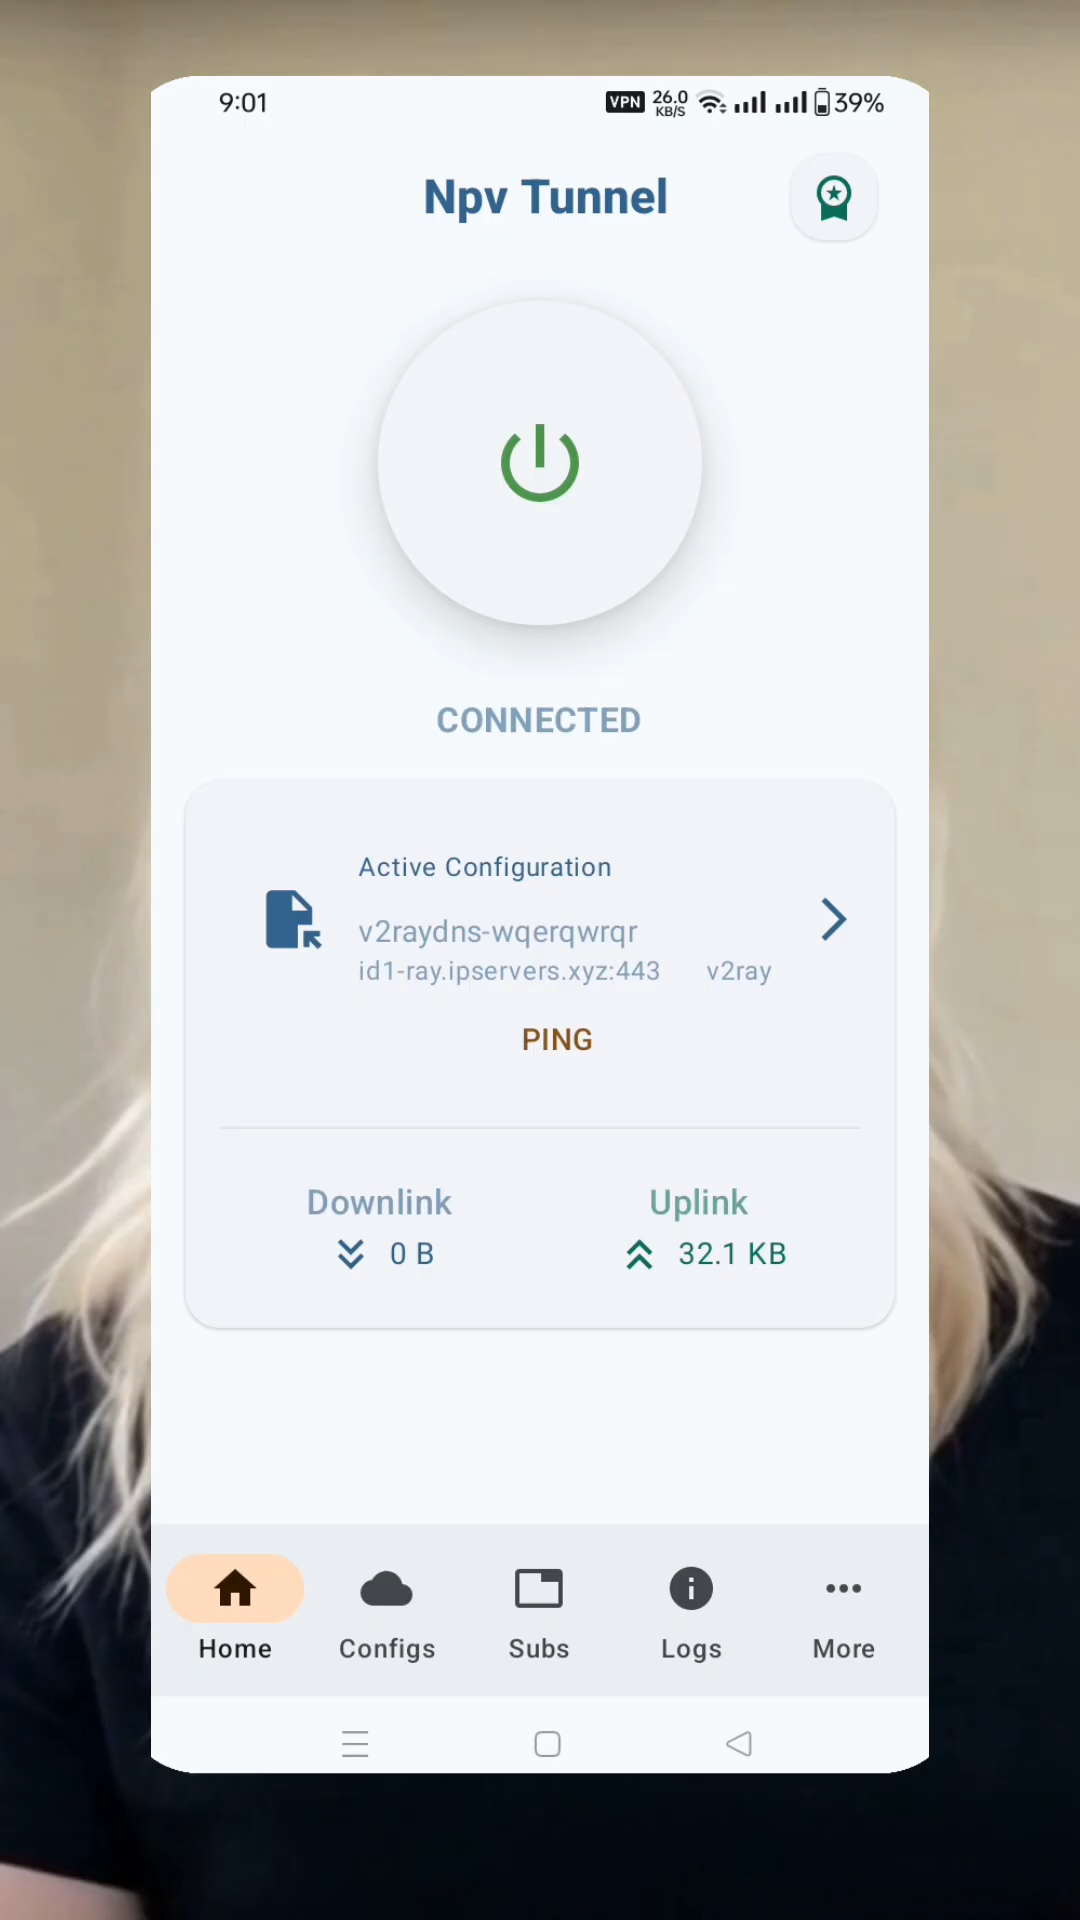 9:01
VPN 26.0 KB/S 39%
Npv Tunnel
CONNECTED
Active Configuration
v2raydns-wqerqwrqr
id1-ray.ipservers.xyz:443 v2ray
PING
Downlink Uplink
0 B 32.1 KB
Home Configs Subs Logs More